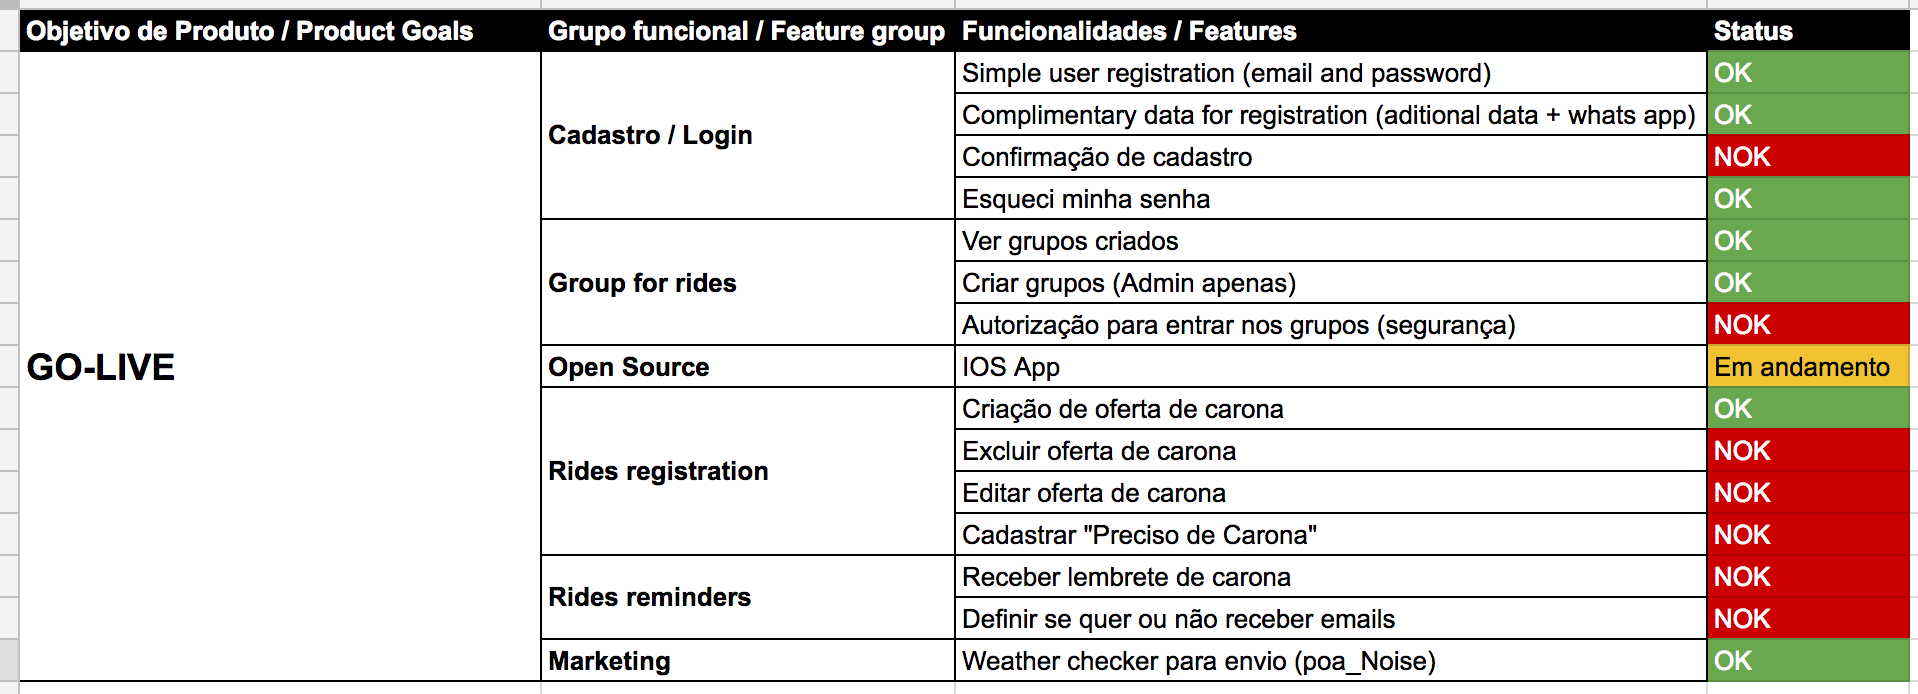 Objetivo de Produto / Product Goals Grupo funcional / Feature group Funcionalidades / Features Status
GO-LIVE
Cadastro / Login
Simple user registration (email and password) OK
Complimentary data for registration (aditional data + whats app) OK
Confirmação de cadastro NOK
Esqueci minha senha OK
Group for rides
Ver grupos criados OK
Criar grupos (Admin apenas) OK
Autorização para entrar nos grupos (segurança) NOK
Open Source IOS App Em andamento
Rides registration
Criação de oferta de carona OK
Excluir oferta de carona NOK
Editar oferta de carona NOK
Cadastrar "Preciso de Carona" NOK
Rides reminders
Receber lembrete de carona NOK
Definir se quer ou não receber emails NOK
Marketing Weather checker para envio (poa_Noise) OK